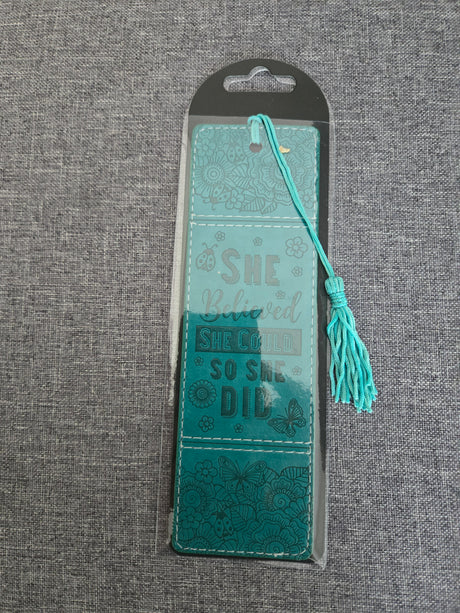 SHE
Believed
SHE COULD,
SO SHE
DID